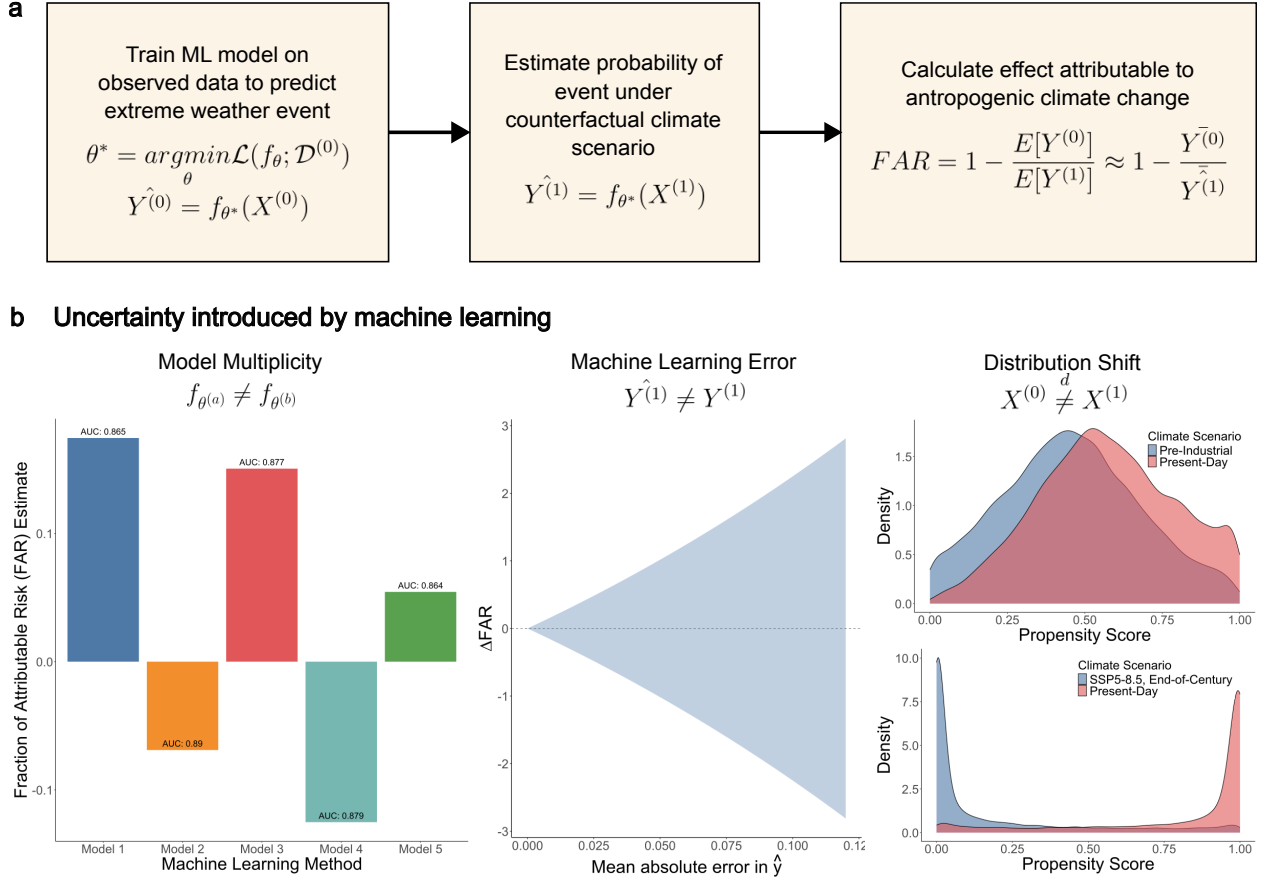 a
Train ML model on
observed data to predict
extreme weather event
θ* = argmin L(f_θ; D^(0))
θ
Ŷ^(0) = f_θ*(X^(0))
Estimate probability of
event under
counterfactual climate
scenario
Ŷ^(1) = f_θ*(X^(1))
Calculate effect attributable to
antropogenic climate change
FAR = 1 − E[Y^(0)] / E[Y^(1)] ≈ 1 − Ȳ^(0) / Ŷ̄^(1)
b Uncertainty introduced by machine learning
Model Multiplicity
f_θ^(a) ≠ f_θ^(b)
Fraction of Attributable Risk (FAR) Estimate
0.1
0.0
-0.1
AUC: 0.865
AUC: 0.89
AUC: 0.877
AUC: 0.879
AUC: 0.864
Model 1 Model 2 Model 3 Model 4 Model 5
Machine Learning Method
Machine Learning Error
Ŷ^(1) ≠ Y^(1)
ΔFAR
3
2
1
0
-1
-2
-3
0.000 0.025 0.050 0.075 0.100 0.12
Mean absolute error in ŷ
Distribution Shift
d
X^(0) ≠ X^(1)
Density
1.5
1.0
0.5
0.0
Climate Scenario
Pre-Industrial
Present-Day
0.00 0.25 0.50 0.75 1.00
Propensity Score
Density
10.0
7.5
5.0
2.5
0.0
Climate Scenario
SSP5-8.5, End-of-Century
Present-Day
0.00 0.25 0.50 0.75 1.00
Propensity Score